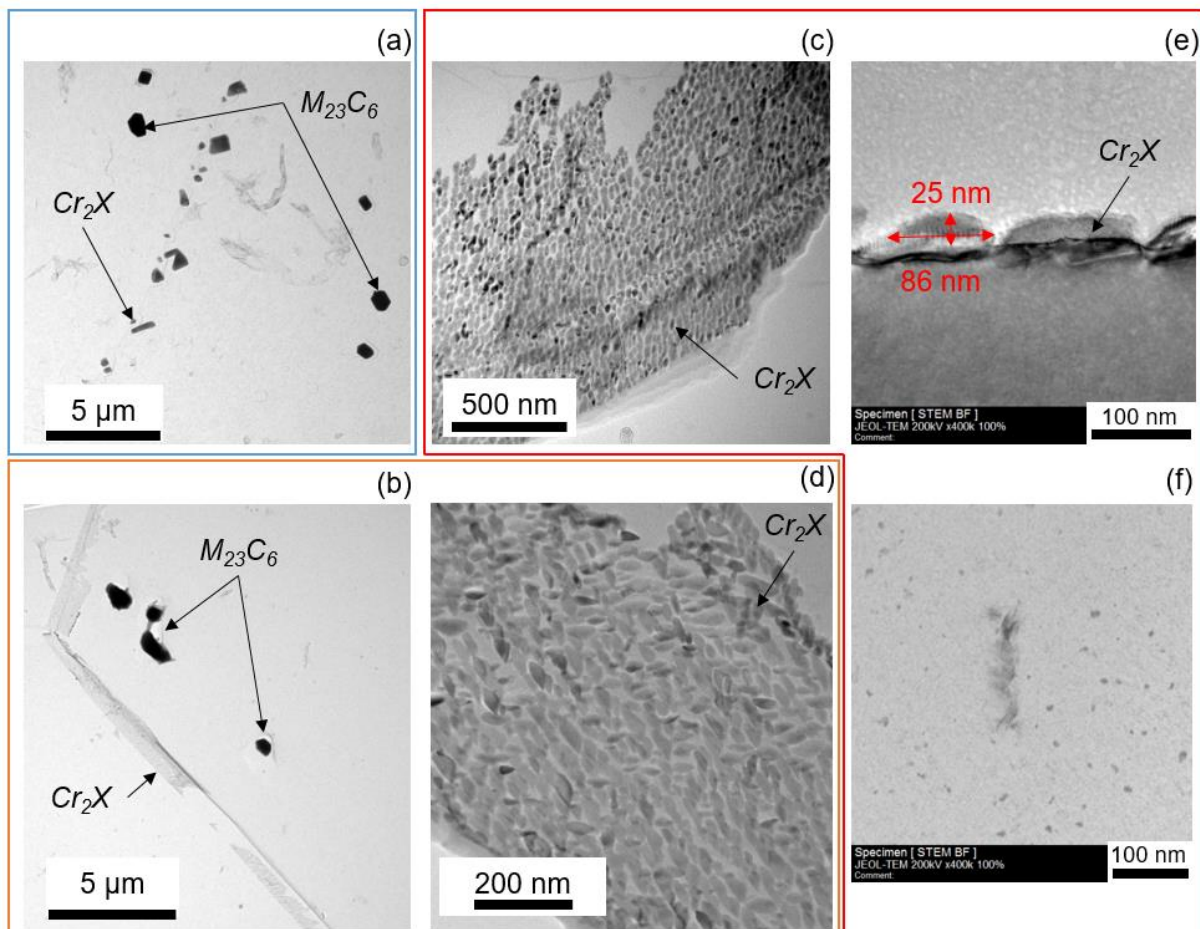 (a)
M₂₃C₆
Cr₂X
5 µm
(c)
Cr₂X
500 nm
(e)
Cr₂X
25 nm
86 nm
Specimen [ STEM BF ]
JEOL-TEM 200kV x400k 100%
Comment:
100 nm
(b)
M₂₃C₆
Cr₂X
5 µm
(d)
Cr₂X
200 nm
(f)
Specimen [ STEM BF ]
JEOL-TEM 200kV x400k 100%
Comment:
100 nm